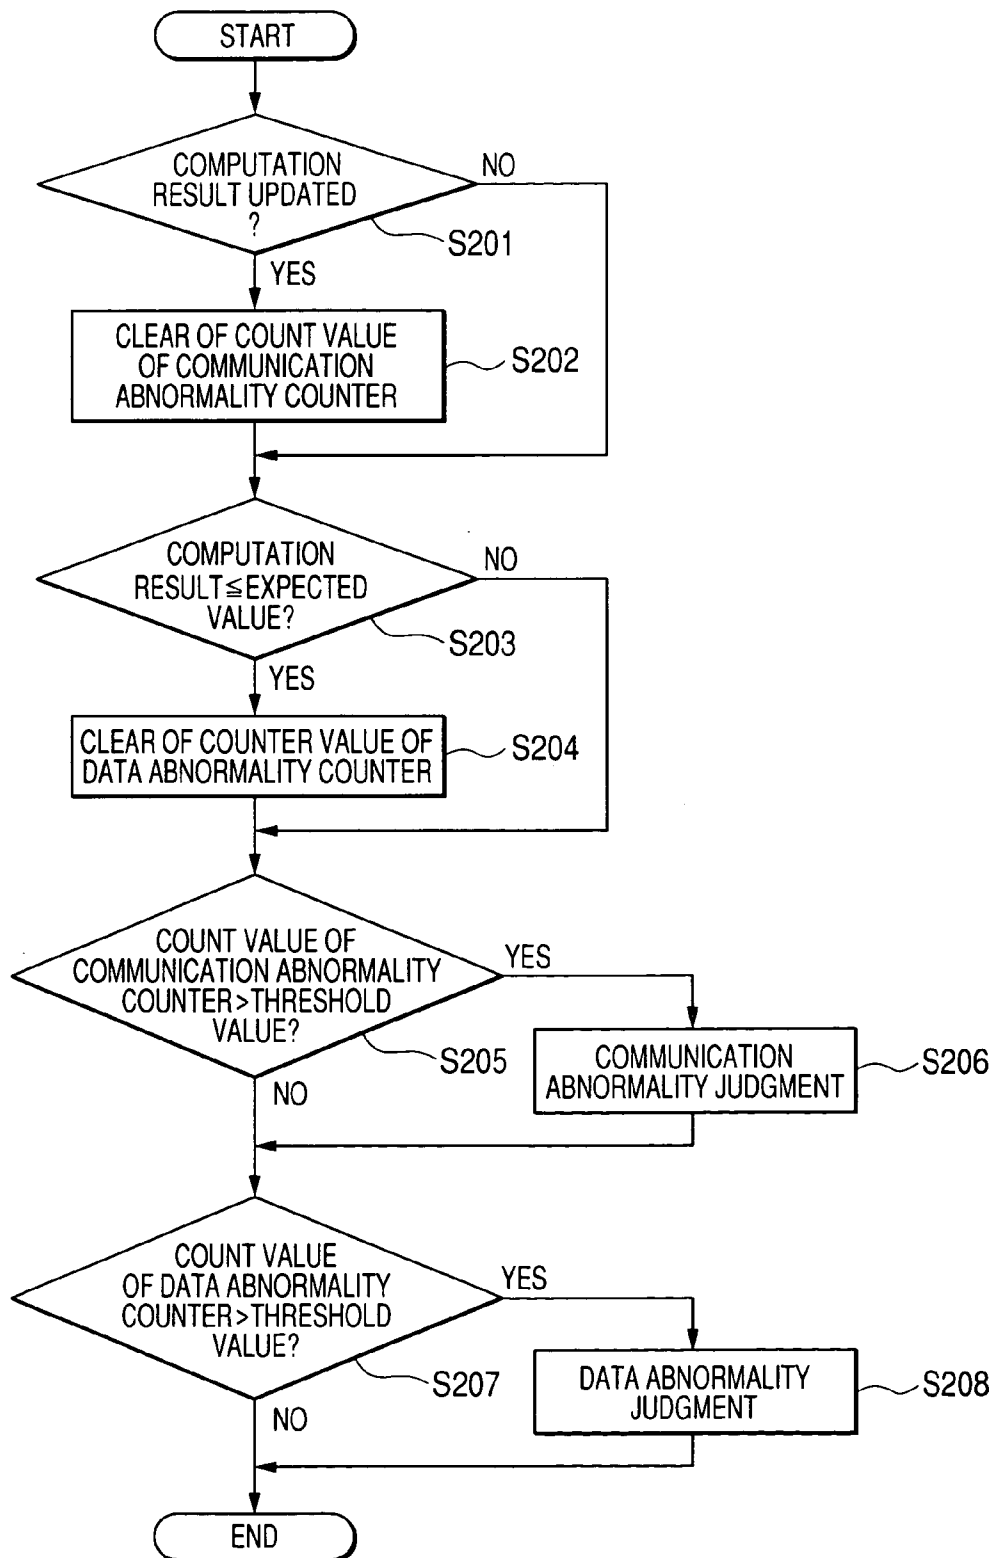 START
COMPUTATION
RESULT UPDATED
?
NO
S201
YES
CLEAR OF COUNT VALUE
OF COMMUNICATION
ABNORMALITY COUNTER
S202
COMPUTATION
RESULT≦EXPECTED
VALUE?
NO
S203
YES
CLEAR OF COUNTER VALUE OF
DATA ABNORMALITY COUNTER
S204
COUNT VALUE OF
COMMUNICATION ABNORMALITY
COUNTER>THRESHOLD
VALUE?
YES
S205
NO
COMMUNICATION
ABNORMALITY JUDGMENT
S206
COUNT VALUE
OF DATA ABNORMALITY
COUNTER>THRESHOLD
VALUE?
YES
S207
NO
DATA ABNORMALITY
JUDGMENT
S208
END